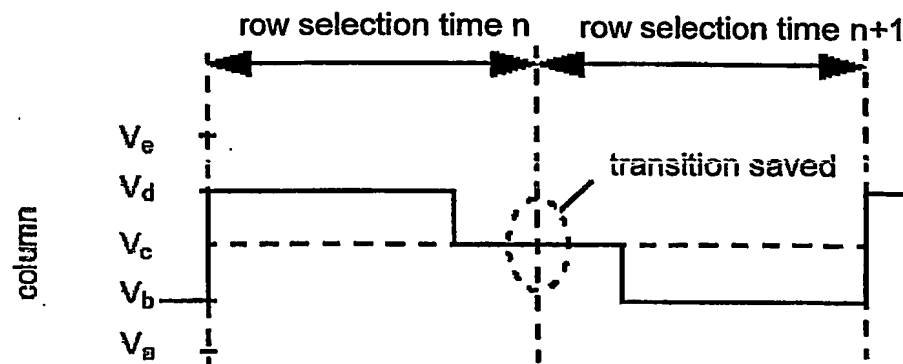 row selection time n
row selection time n+1
Ve
Vd
transition saved
Vc
Vb
Va
column